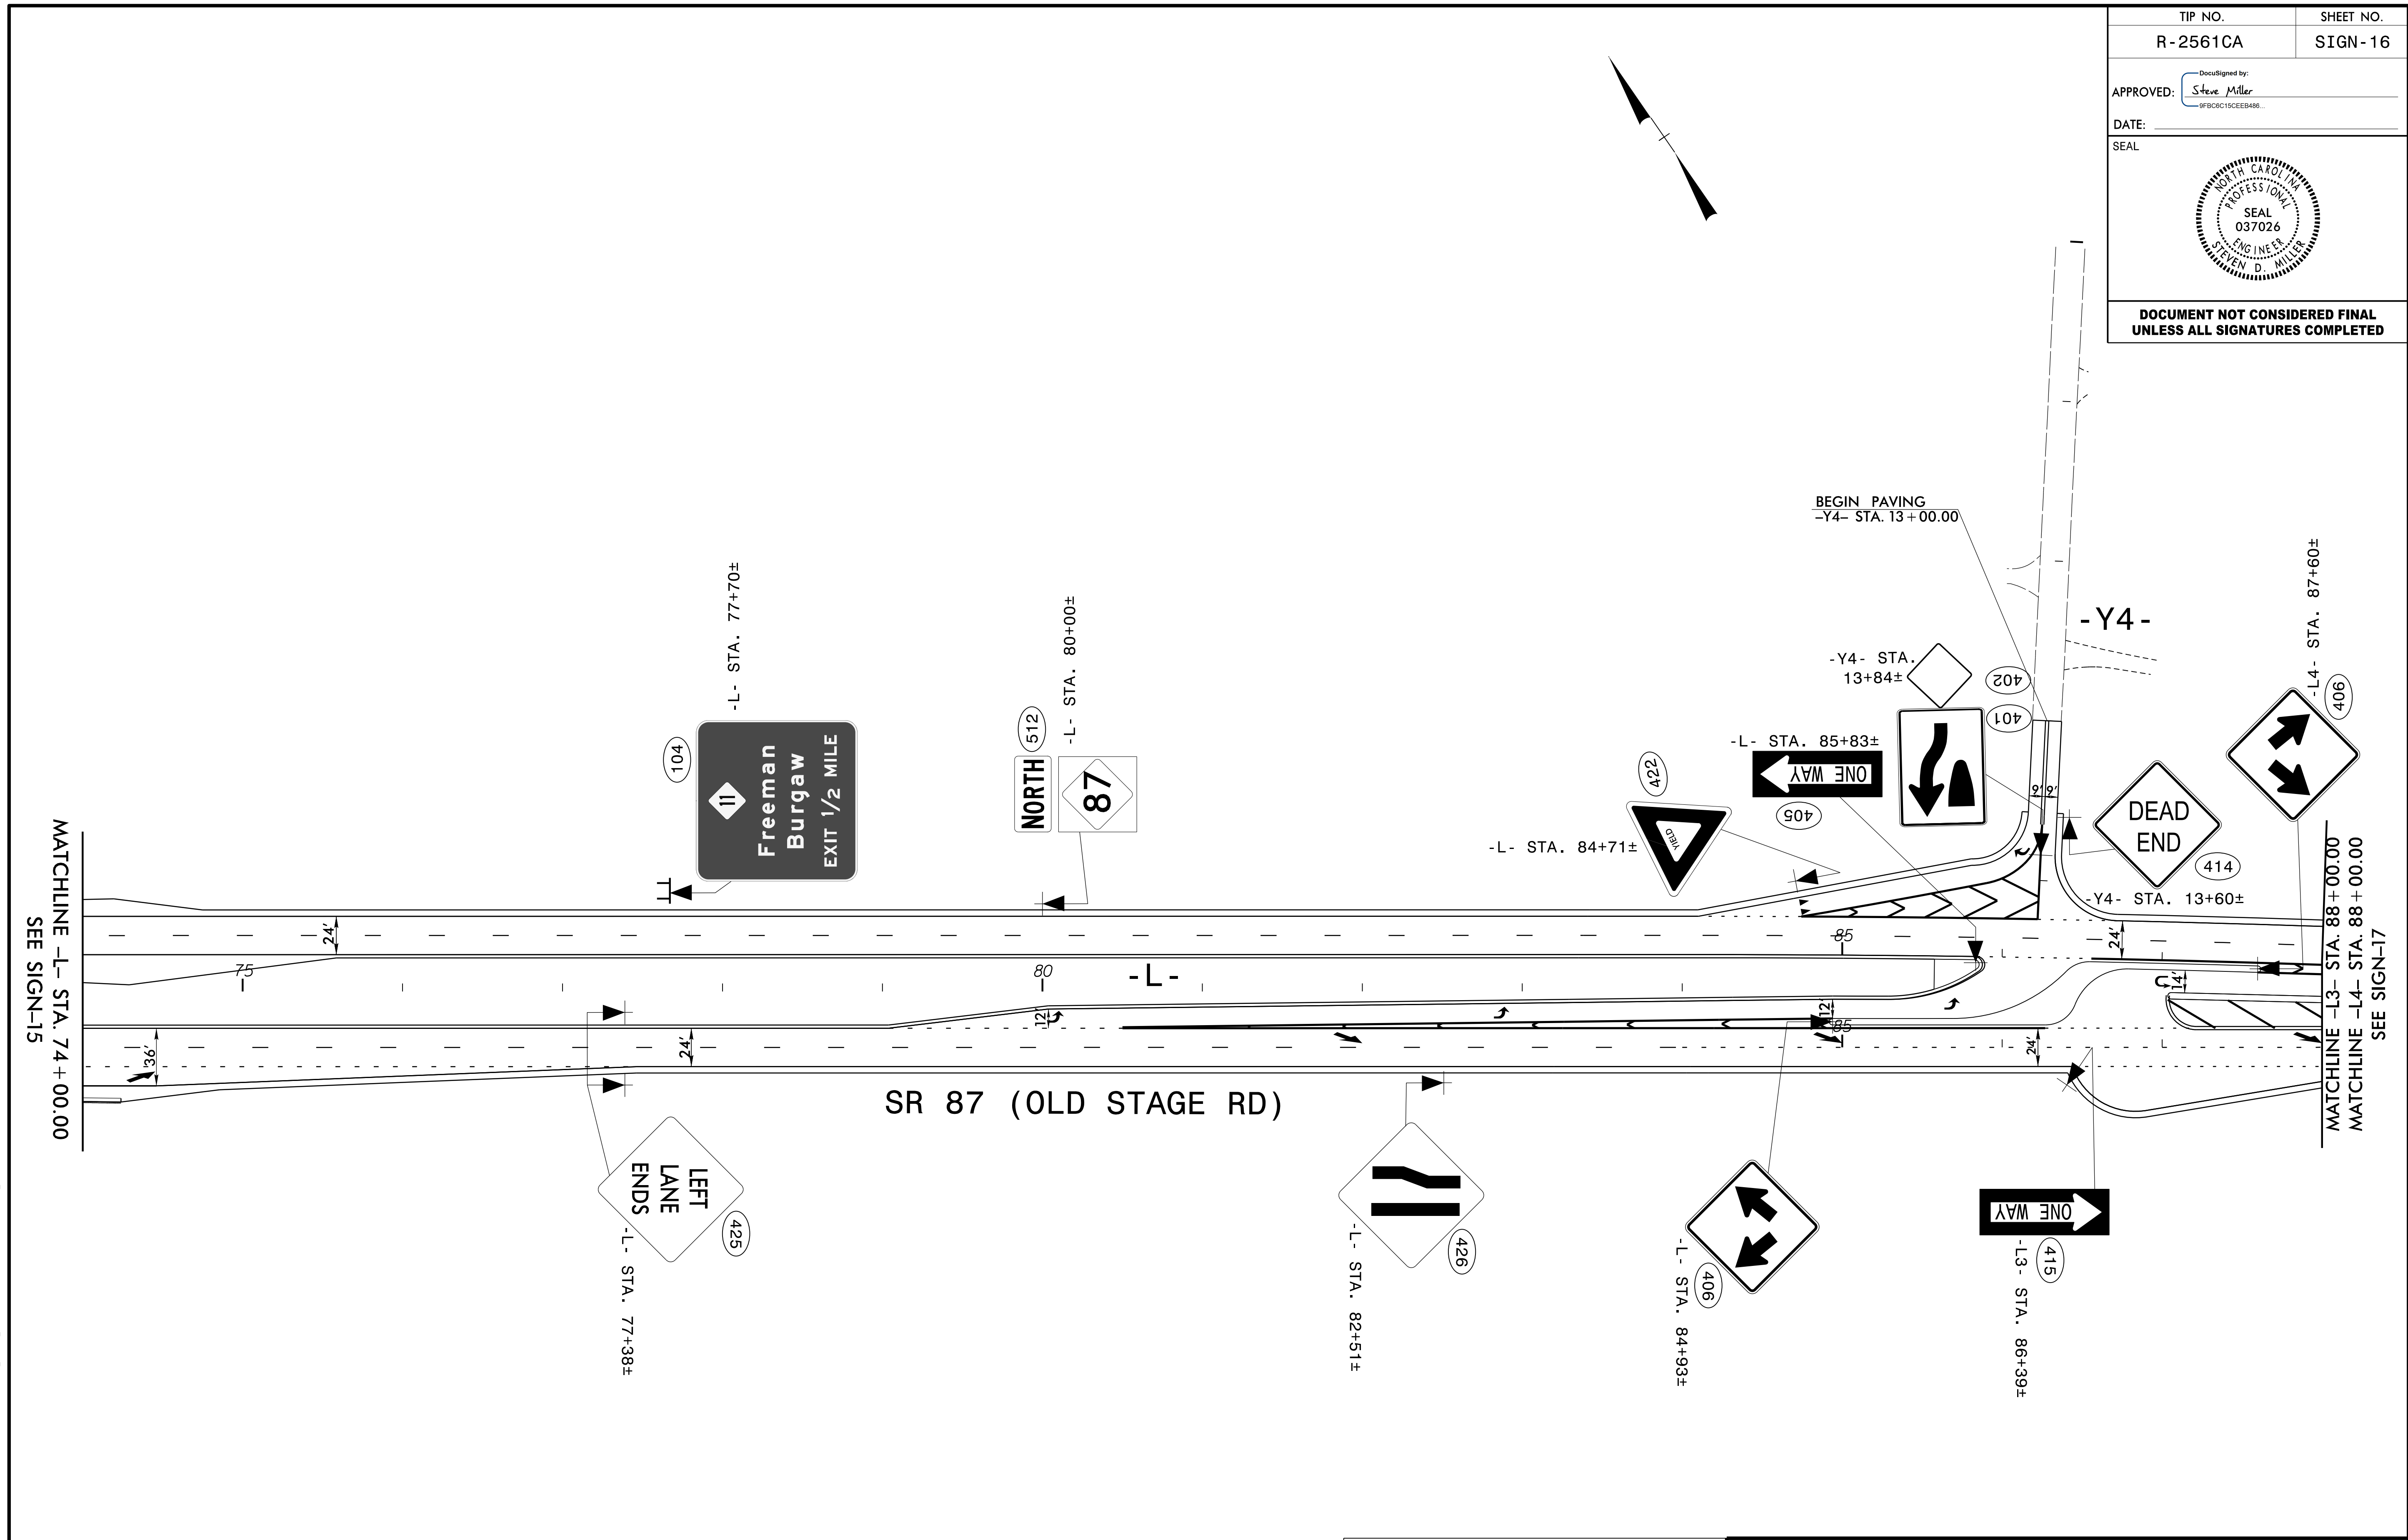 TIP NO.
SHEET NO.
R-2561CA
SIGN-16
DocuSigned by:
APPROVED:
Steve Miller
9FBC6C15CEEB486...
DATE:
SEAL
NORTH CAROLINA
PROFESSIONAL
SEAL
037026
ENGINEER
STEVEN D. MILLER
DOCUMENT NOT CONSIDERED FINAL
UNLESS ALL SIGNATURES COMPLETED
BEGIN PAVING
-Y4- STA. 13+00.00
-Y4-
-L4- STA. 87+60±
406
-Y4- STA.
13+84±
402
401
-L- STA. 85+83±
ONE WAY
405
422
YIELD
-L- STA. 84+71±
DEAD
END
414
-Y4- STA. 13+60±
-L- STA. 77+70±
104
11
Freeman
Burgaw
EXIT 1/2 MILE
-L- STA. 80+00±
512
NORTH
87
9' 9'
MATCHLINE -L- STA. 74+00.00
SEE SIGN-15
24'
75
80
-L-
85
24'
14'
36'
24'
12'
12'
85
24'
MATCHLINE -L3- STA. 88+00.00
MATCHLINE -L4- STA. 88+00.00
SEE SIGN-17
SR 87 (OLD STAGE RD)
LEFT
LANE
ENDS
425
-L- STA. 77+38±
426
-L- STA. 82+51±
406
-L- STA. 84+93±
ONE WAY
415
-L3- STA. 86+39±